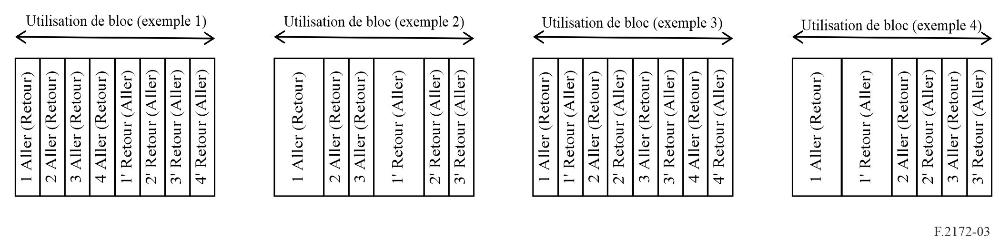 Utilisation de bloc (exemple 1)
1 Aller (Retour)
2 Aller (Retour)
3 Aller (Retour)
4 Aller (Retour)
1' Retour (Aller)
2' Retour (Aller)
3' Retour (Aller)
4' Retour (Aller)
Utilisation de bloc (exemple 2)
1 Aller (Retour)
2 Aller (Retour)
3 Aller (Retour)
1' Retour (Aller)
2' Retour (Aller)
3' Retour (Aller)
Utilisation de bloc (exemple 3)
1 Aller (Retour)
1' Retour (Aller)
2 Aller (Retour)
2' Retour (Aller)
3 Aller (Retour)
3' Retour (Aller)
4 Aller (Retour)
4' Retour (Aller)
Utilisation de bloc (exemple 4)
1 Aller (Retour)
1' Retour (Aller)
2 Aller (Retour)
2' Retour (Aller)
3 Aller (Retour)
3' Retour (Aller)
F.2172-03